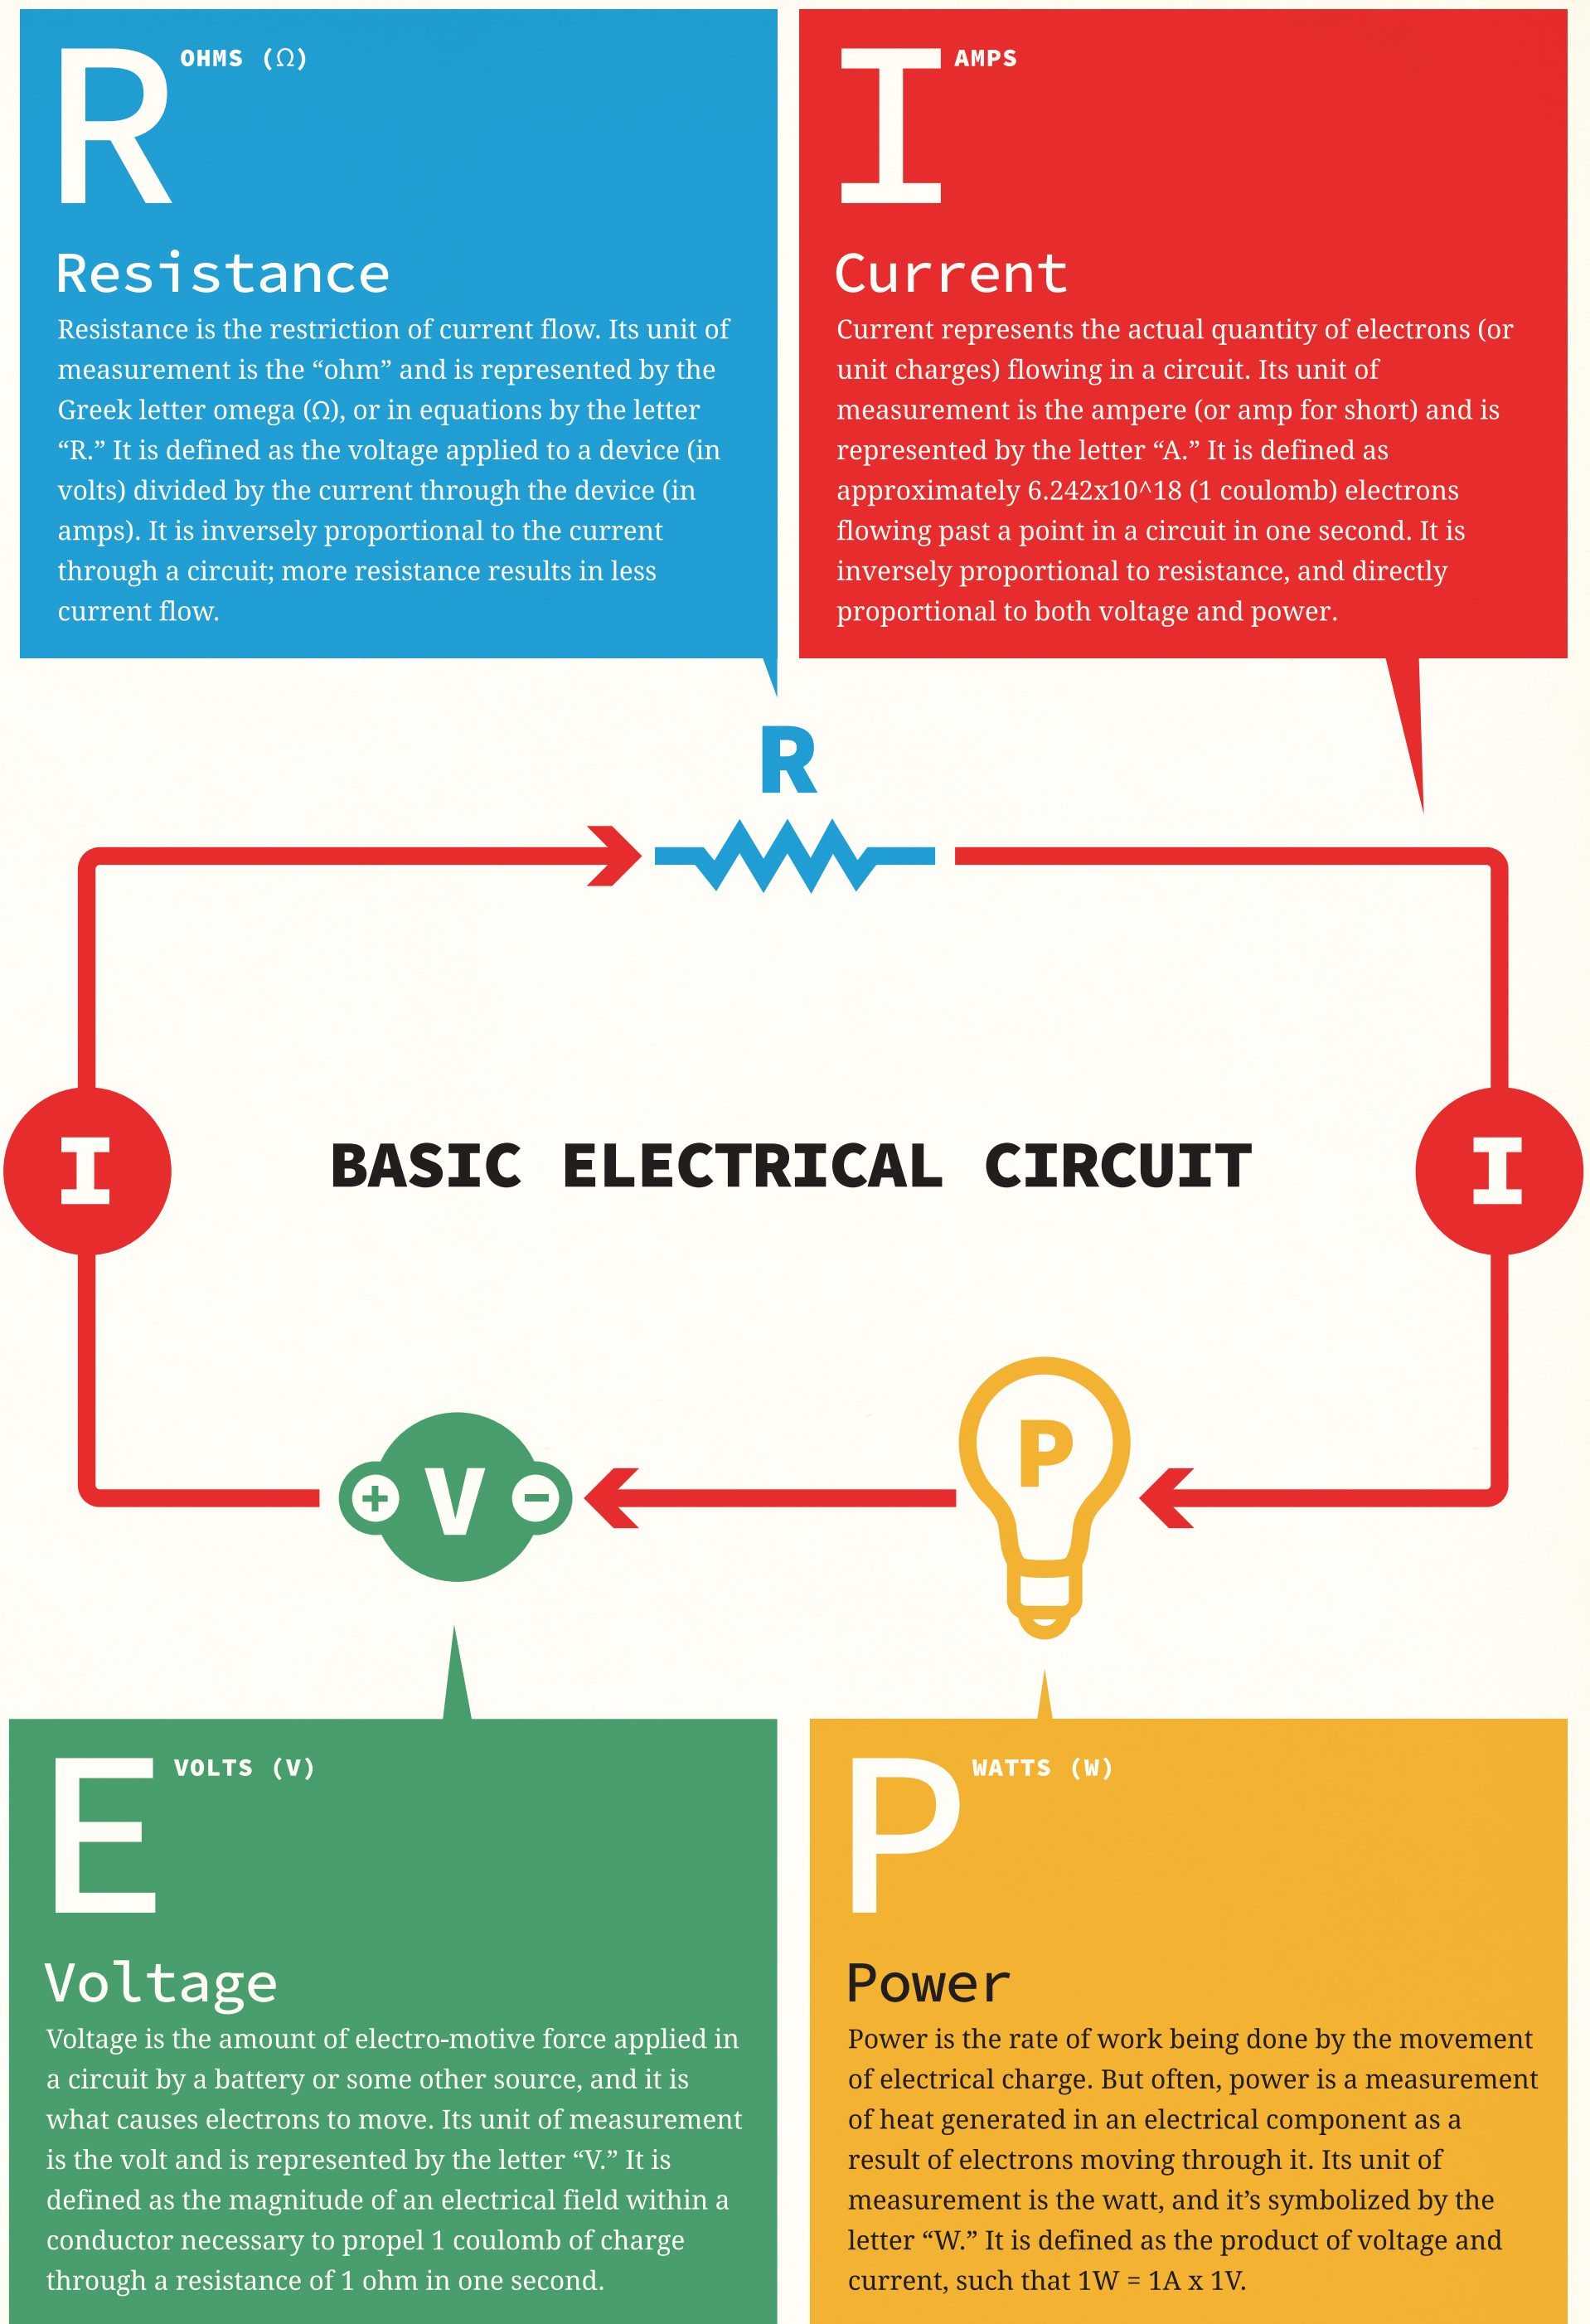 R OHMS (Ω)
Resistance
Resistance is the restriction of current flow. Its unit of
measurement is the “ohm” and is represented by the
Greek letter omega (Ω), or in equations by the letter
“R.” It is defined as the voltage applied to a device (in
volts) divided by the current through the device (in
amps). It is inversely proportional to the current
through a circuit; more resistance results in less
current flow.
I AMPS
Current
Current represents the actual quantity of electrons (or
unit charges) flowing in a circuit. Its unit of
measurement is the ampere (or amp for short) and is
represented by the letter “A.” It is defined as
approximately 6.242x10^18 (1 coulomb) electrons
flowing past a point in a circuit in one second. It is
inversely proportional to resistance, and directly
proportional to both voltage and power.
R
I
BASIC ELECTRICAL CIRCUIT
I
+ V −
P
E VOLTS (V)
Voltage
Voltage is the amount of electro-motive force applied in
a circuit by a battery or some other source, and it is
what causes electrons to move. Its unit of measurement
is the volt and is represented by the letter “V.” It is
defined as the magnitude of an electrical field within a
conductor necessary to propel 1 coulomb of charge
through a resistance of 1 ohm in one second.
P WATTS (W)
Power
Power is the rate of work being done by the movement
of electrical charge. But often, power is a measurement
of heat generated in an electrical component as a
result of electrons moving through it. Its unit of
measurement is the watt, and it’s symbolized by the
letter “W.” It is defined as the product of voltage and
current, such that 1W = 1A x 1V.